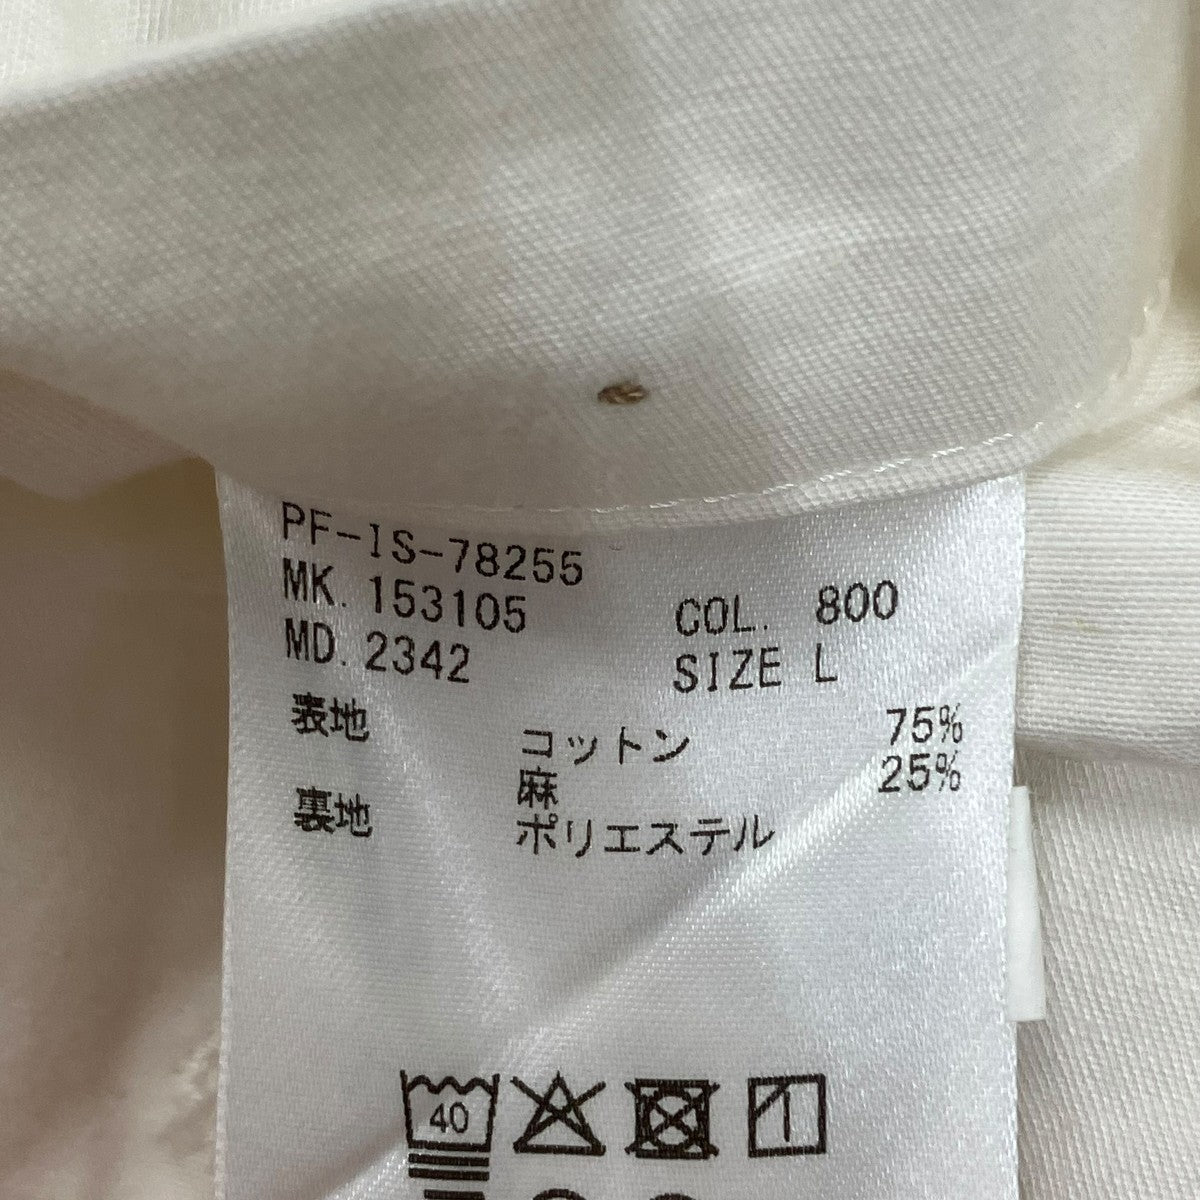 PF-IS-78255
MK. 153105 COL. 800
MD. 2342 SIZE L
表地 コットン 75%
麻 25%
裏地 ポリエステル
40